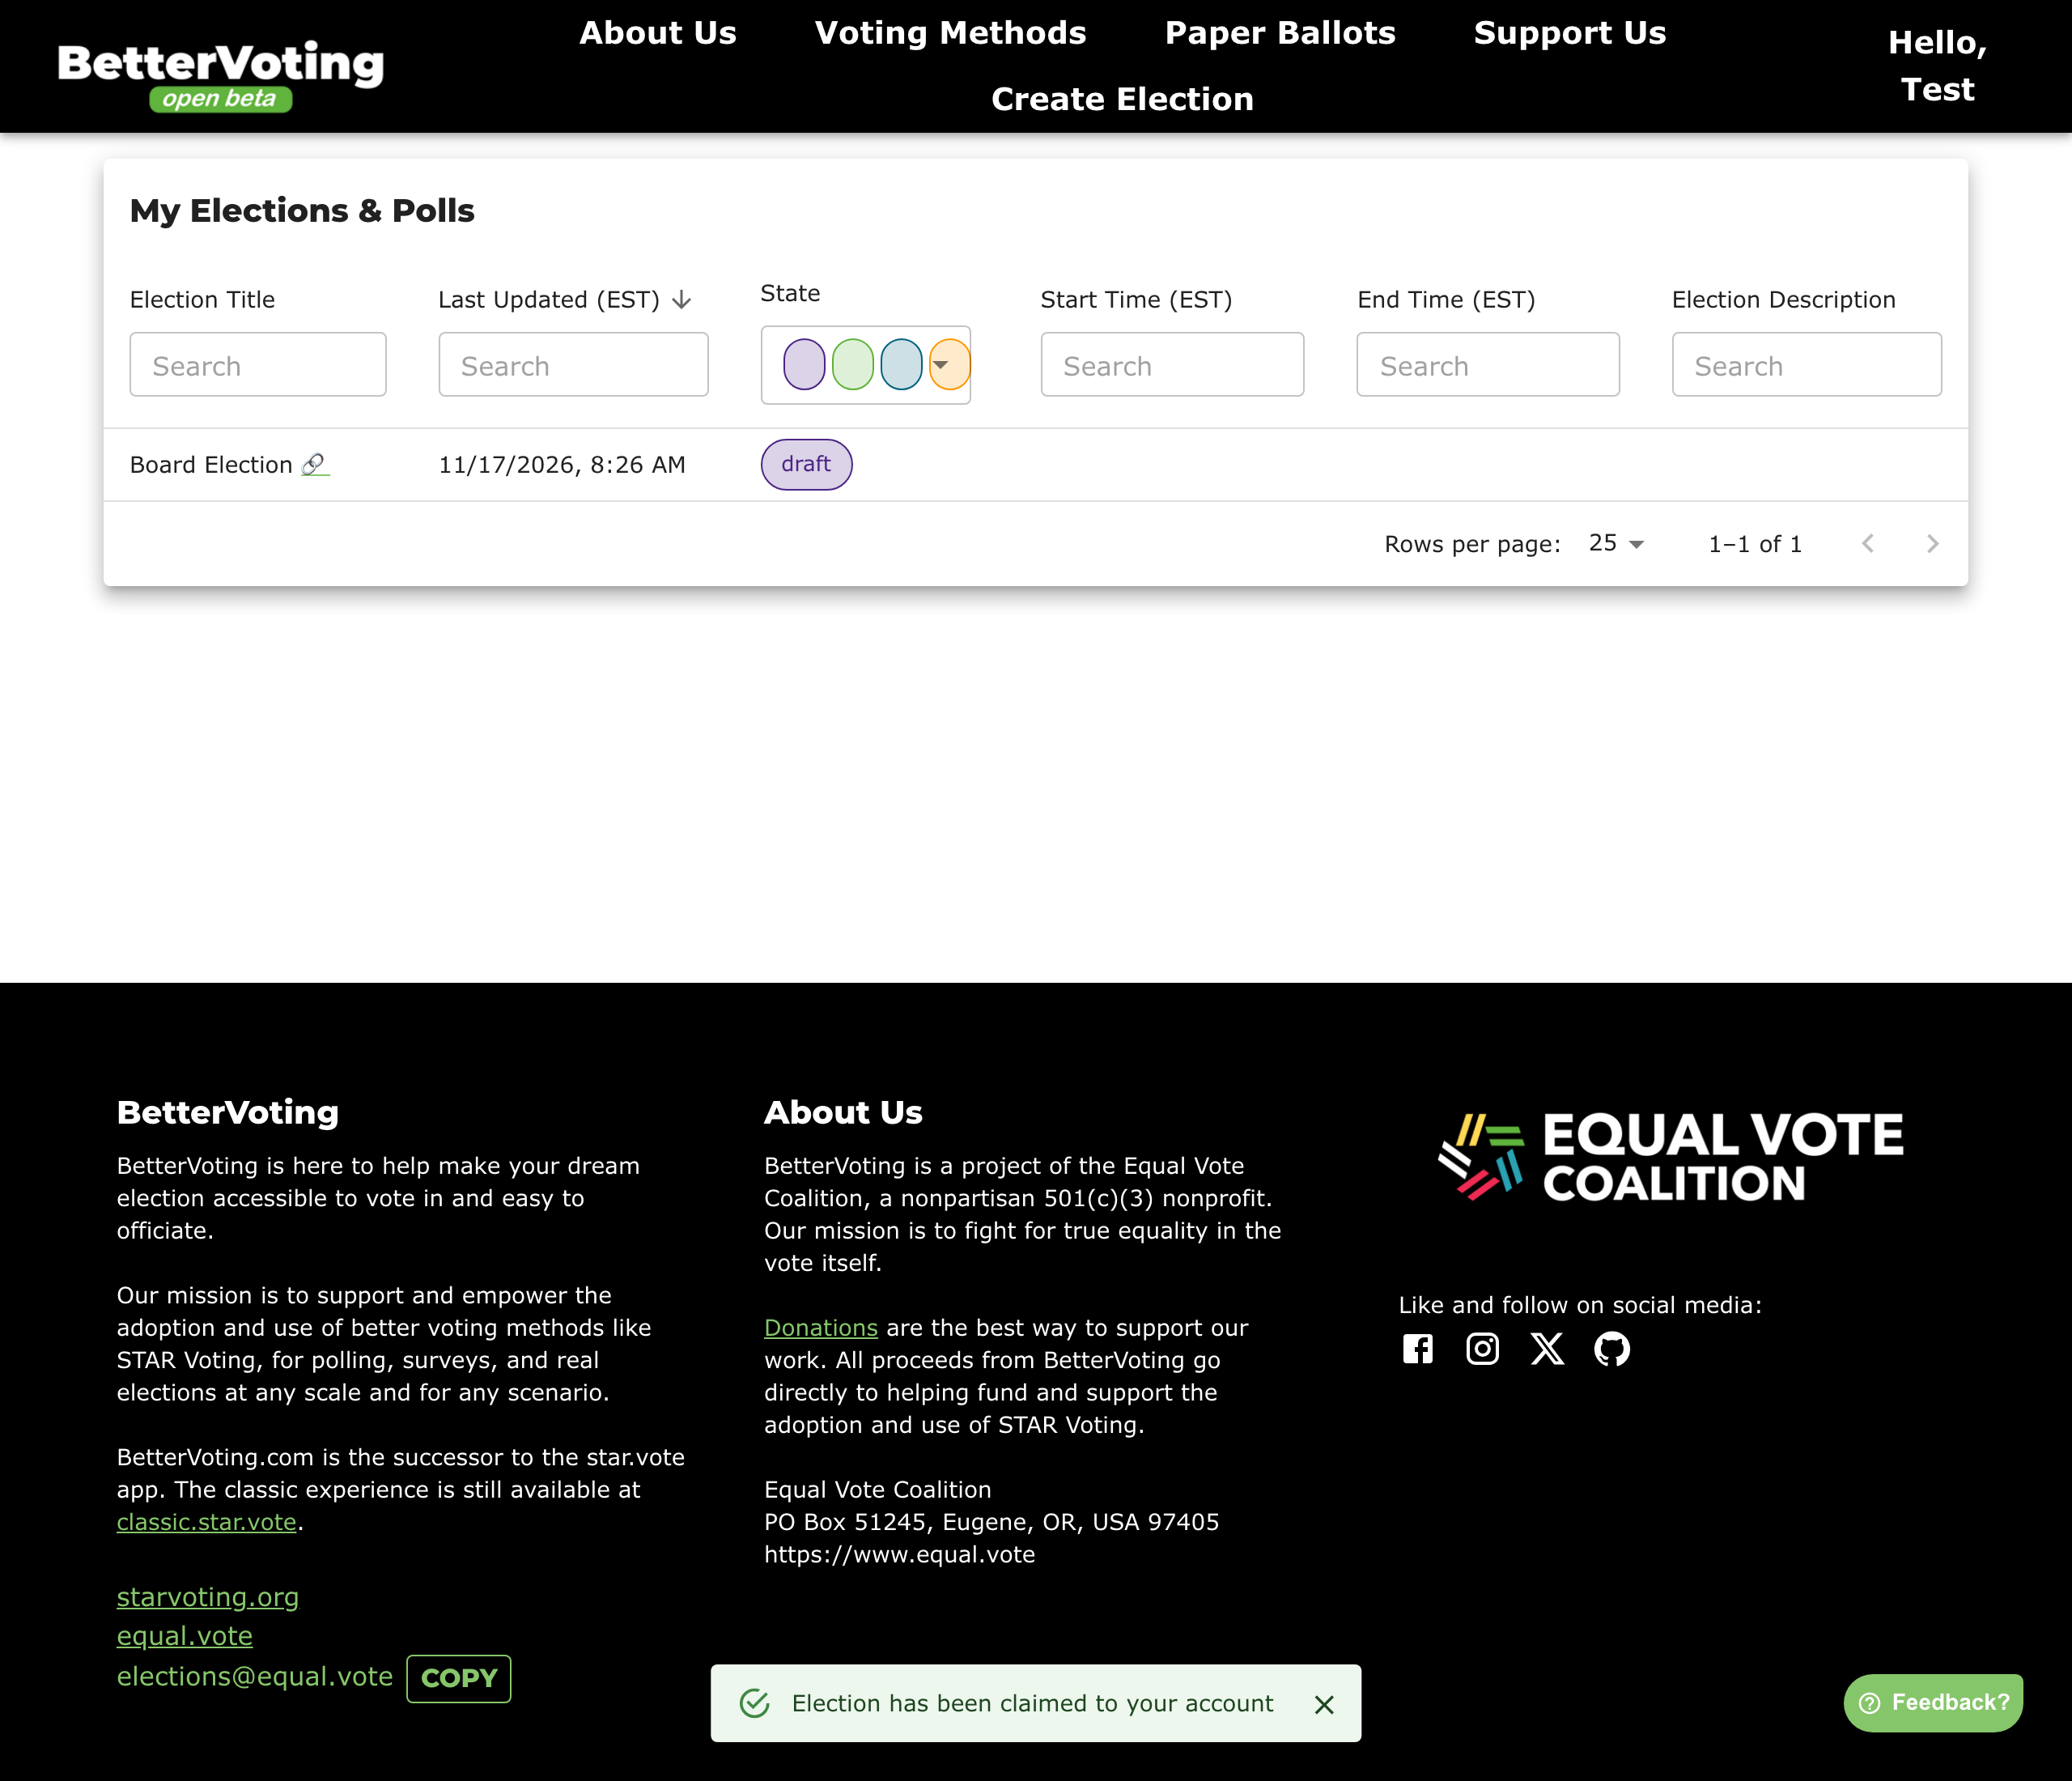 BetterVoting
open beta
About Us
Voting Methods
Paper Ballots
Support Us
Create Election
Hello,
Test
My Elections & Polls
Election Title
Last Updated (EST)
State
Start Time (EST)
End Time (EST)
Election Description
Search
Search
Search
Search
Search
Board Election
11/17/2026, 8:26 AM
draft
Rows per page:
25
1–1 of 1
BetterVoting
BetterVoting is here to help make your dream
election accessible to vote in and easy to
officiate.
Our mission is to support and empower the
adoption and use of better voting methods like
STAR Voting, for polling, surveys, and real
elections at any scale and for any scenario.
BetterVoting.com is the successor to the star.vote
app. The classic experience is still available at
classic.star.vote.
starvoting.org
equal.vote
elections@equal.vote
COPY
About Us
BetterVoting is a project of the Equal Vote
Coalition, a nonpartisan 501(c)(3) nonprofit.
Our mission is to fight for true equality in the
vote itself.
Donations are the best way to support our
work. All proceeds from BetterVoting go
directly to helping fund and support the
adoption and use of STAR Voting.
Equal Vote Coalition
PO Box 51245, Eugene, OR, USA 97405
https://www.equal.vote
EQUAL VOTE
COALITION
Like and follow on social media:
Election has been claimed to your account
Feedback?